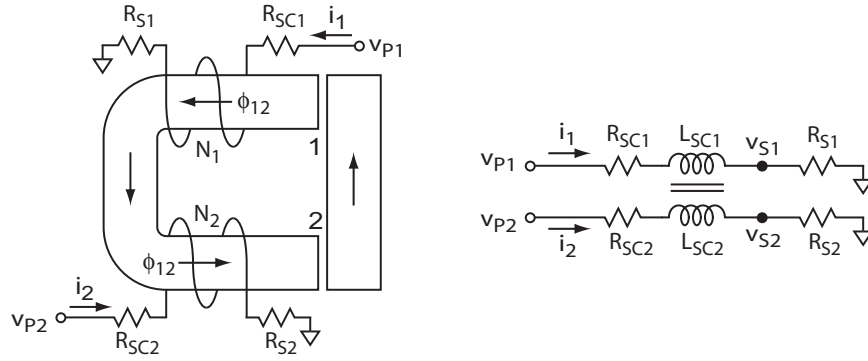 R_S1
R_SC1
i_1
v_P1
ϕ_12
N_1
1
N_2
2
ϕ_12
i_2
v_P2
R_SC2
R_S2
i_1
R_SC1
L_SC1
v_S1
R_S1
v_P1
v_P2
i_2
R_SC2
L_SC2
v_S2
R_S2